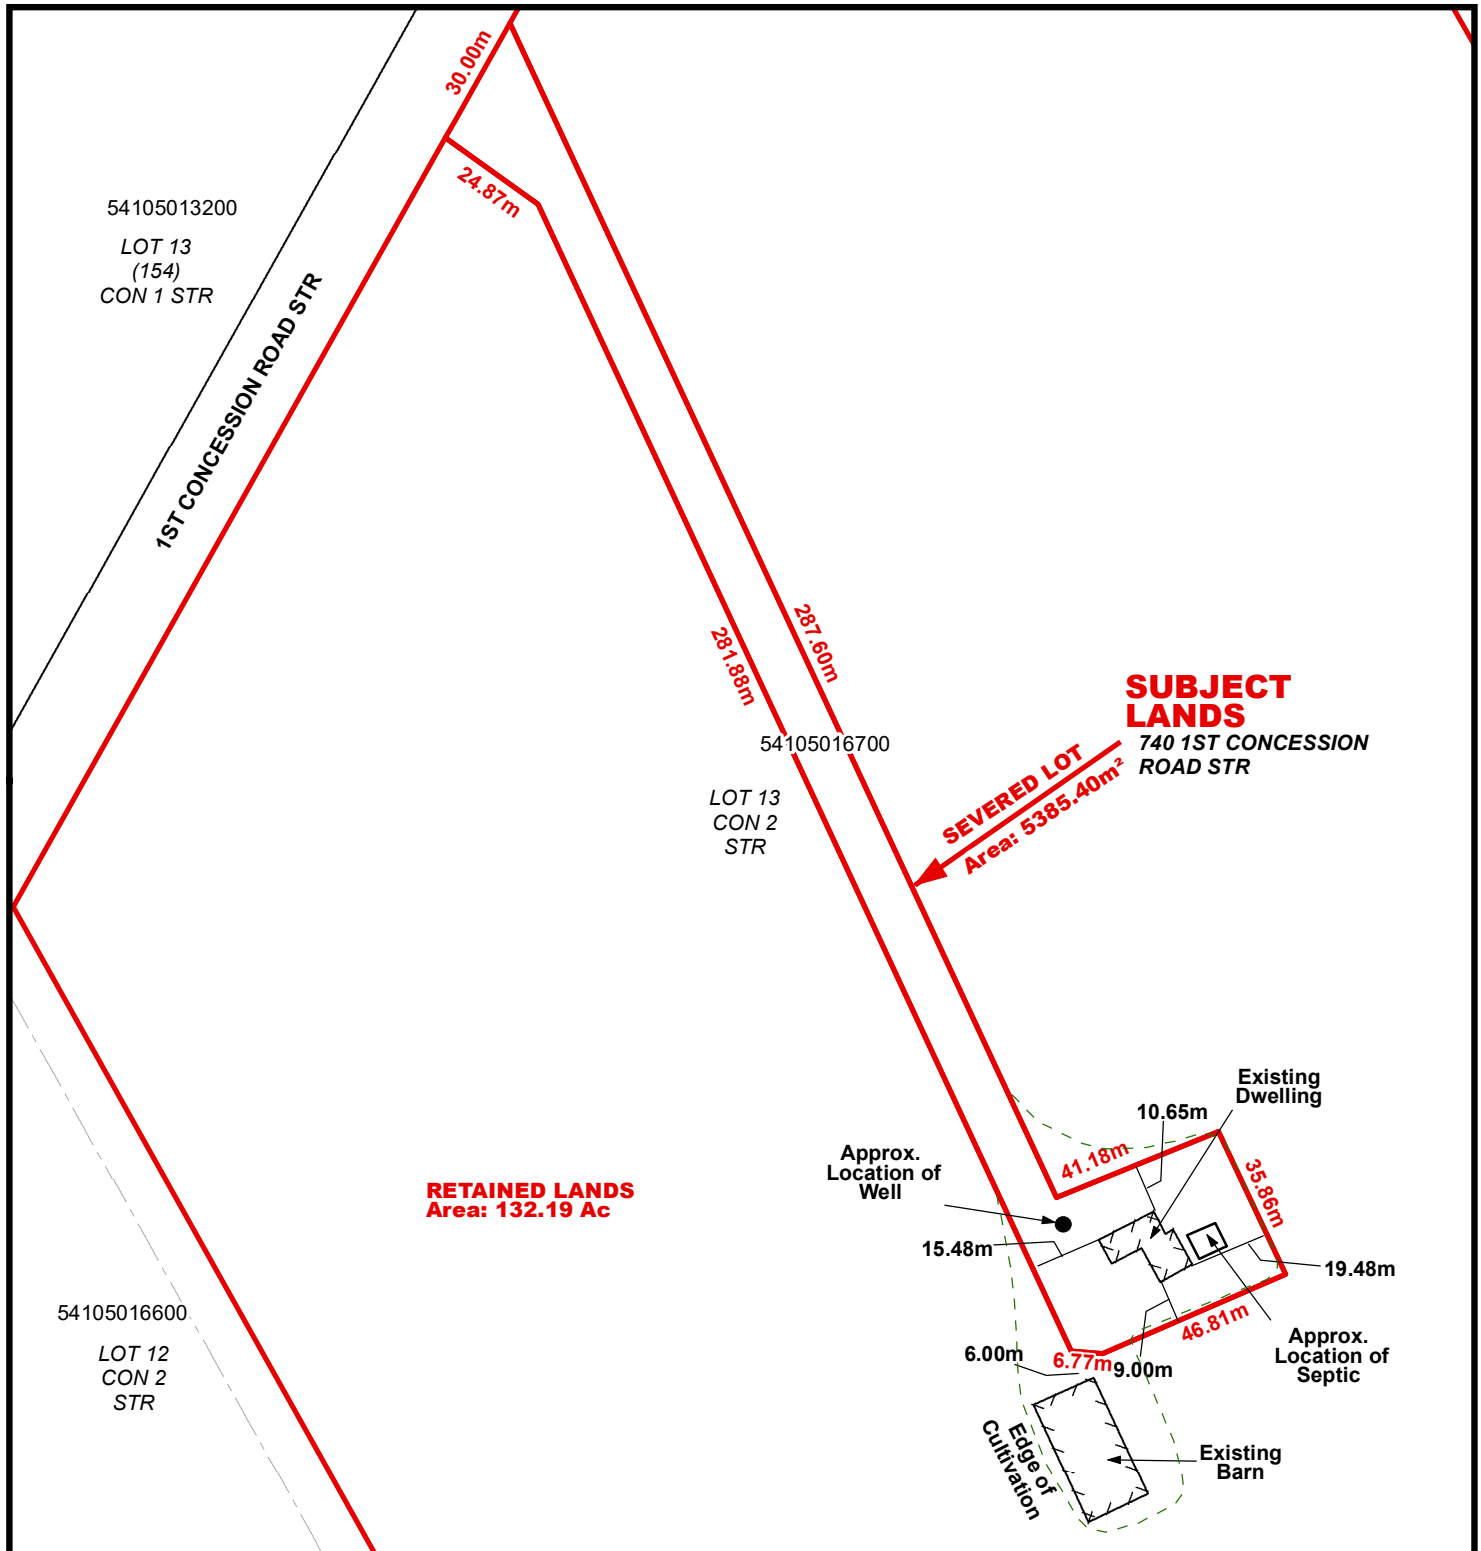 30.00m
24.87m
54105013200
LOT 13
(154)
CON 1 STR
1ST CONCESSION ROAD STR
287.60m
281.88m
SUBJECT
LANDS
740 1ST CONCESSION
ROAD STR
54105016700
SEVERED LOT
Area: 5385.40m²
LOT 13
CON 2
STR
Existing
Dwelling
10.65m
41.18m
35.86m
Approx.
Location of
Well
RETAINED LANDS
Area: 132.19 Ac
15.48m
19.48m
54105016600
LOT 12
CON 2
STR
46.81m
Approx.
Location of
Septic
6.00m
6.77m
9.00m
Edge of
Cultivation
Existing
Barn